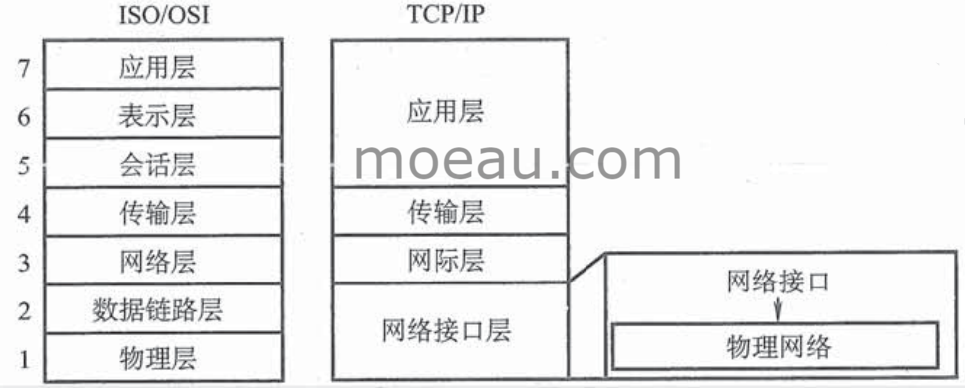 ISO/OSI
TCP/IP
7
应用层
6
表示层
应用层
5
会话层
moeau.com
4
传输层
传输层
3
网络层
网际层
网络接口
2
数据链路层
网络接口层
物理网络
1
物理层